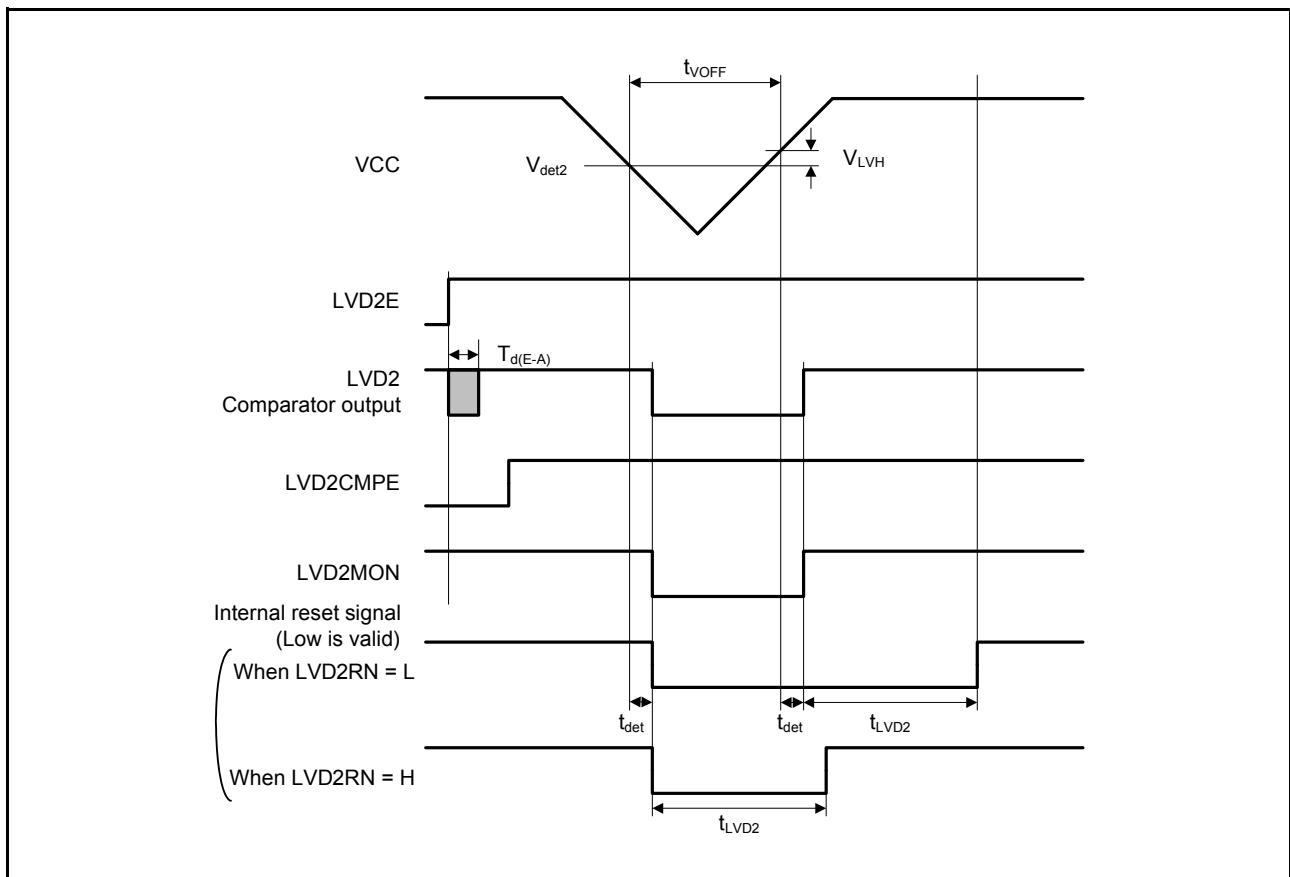 tVOFF
VCC
Vdet2
VLVH
LVD2E
Td(E-A)
LVD2
Comparator output
LVD2CMPE
LVD2MON
Internal reset signal
(Low is valid)
When LVD2RN = L
tdet
tdet
tLVD2
When LVD2RN = H
tLVD2